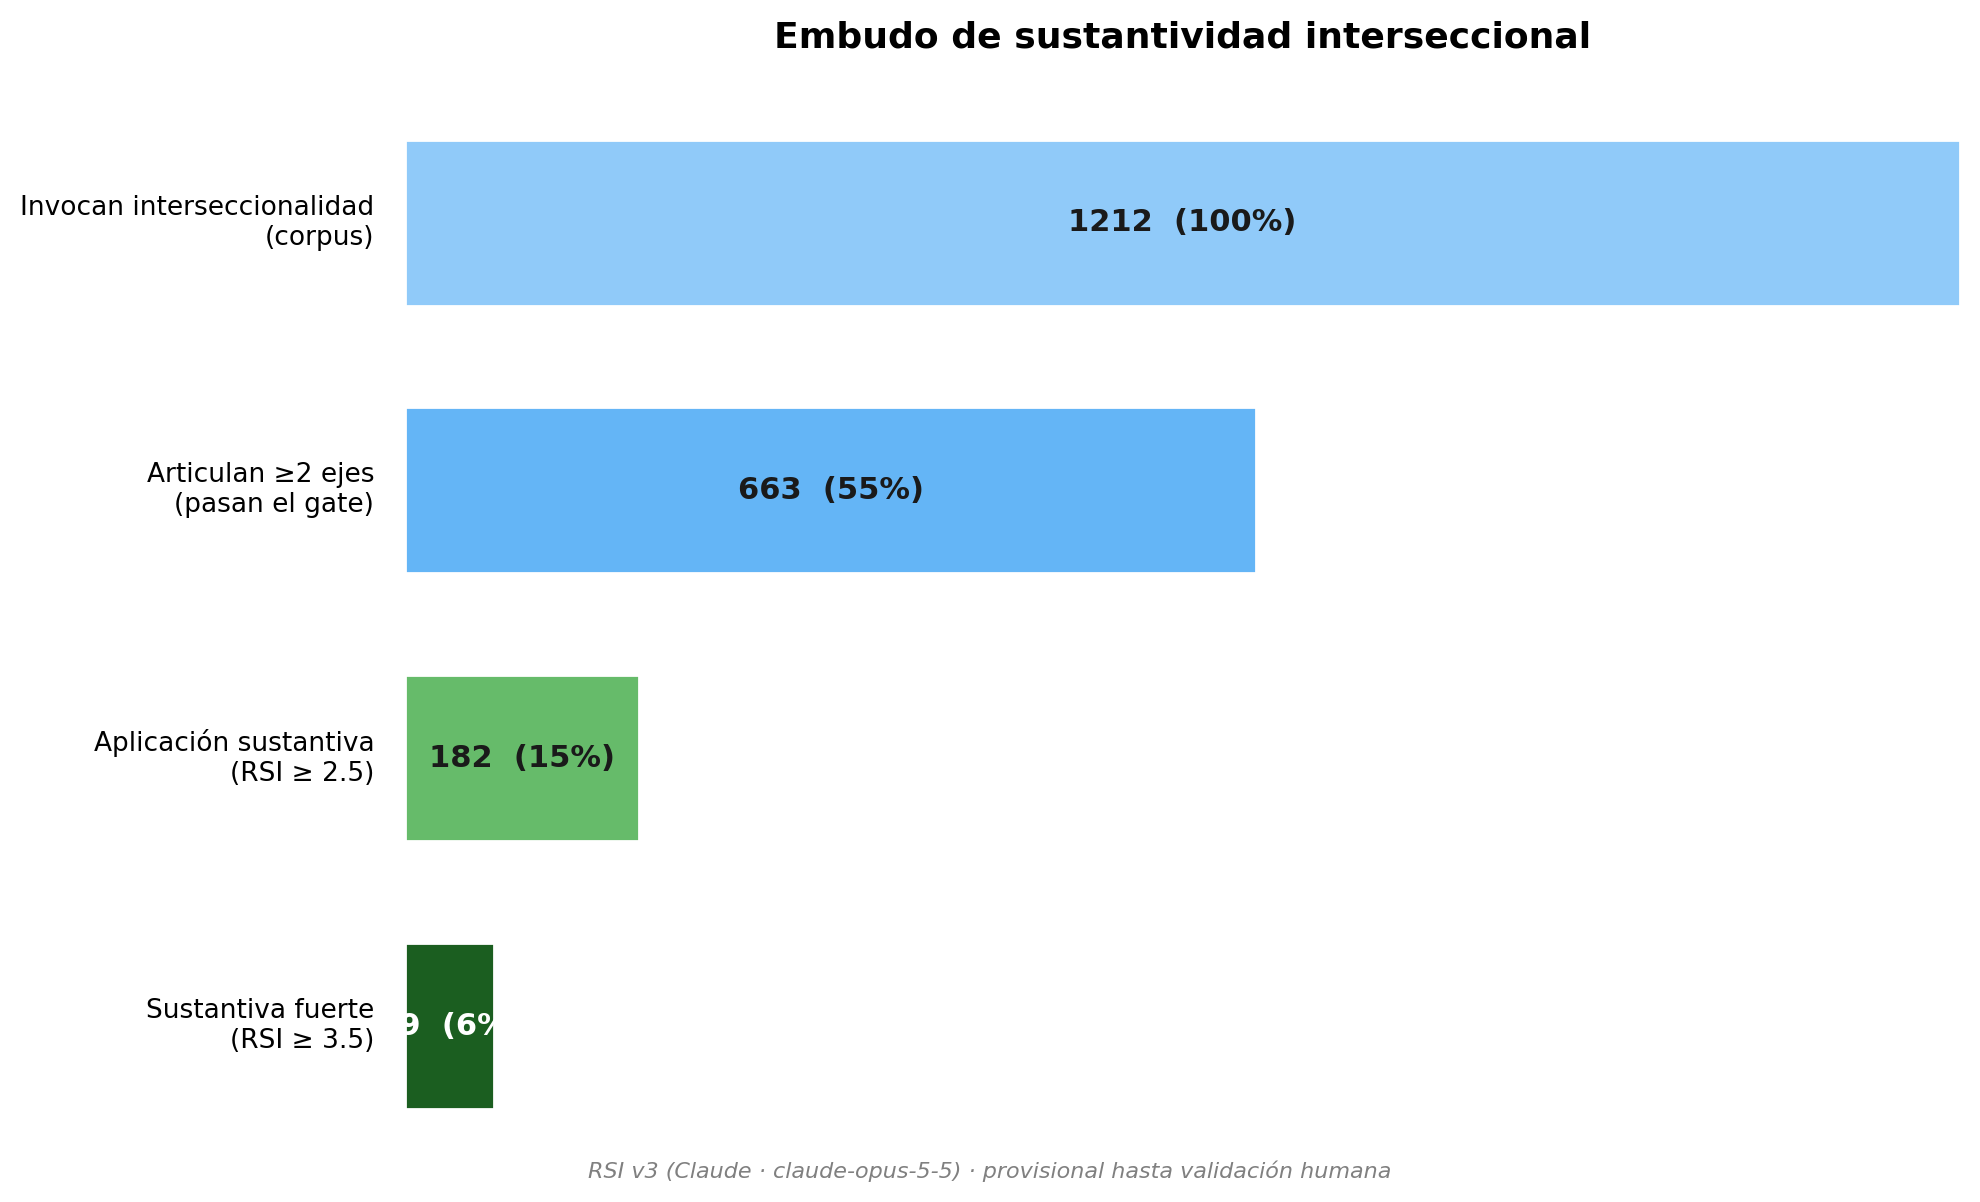 Embudo de sustantividad interseccional
Invocan interseccionalidad
(corpus)
1212 (100%)
Articulan ≥2 ejes
(pasan el gate)
663 (55%)
Aplicación sustantiva
(RSI ≥ 2.5)
182 (15%)
Sustantiva fuerte
(RSI ≥ 3.5)
9 (6%
RSI v3 (Claude · claude-opus-5-5) · provisional hasta validación humana